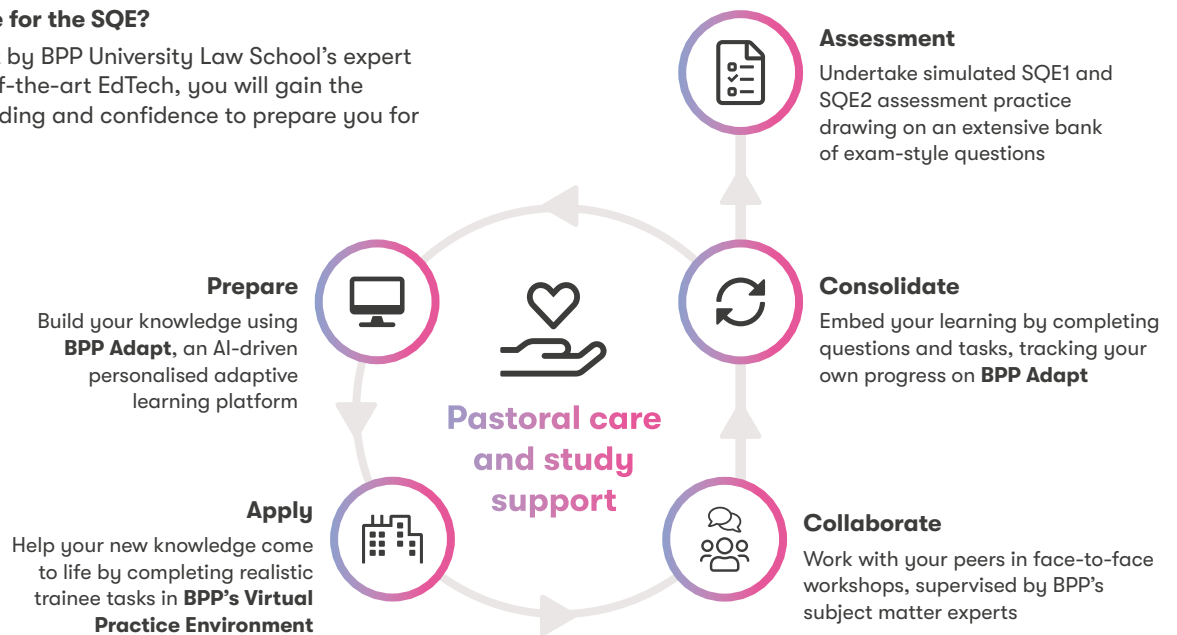 e for the SQE?
by BPP University Law School's expert
f-the-art EdTech, you will gain the
ding and confidence to prepare you for
Assessment
Undertake simulated SQE1 and
SQE2 assessment practice
drawing on an extensive bank
of exam-style questions
Prepare
Build your knowledge using
BPP Adapt, an AI-driven
personalised adaptive
learning platform
Consolidate
Embed your learning by completing
questions and tasks, tracking your
own progress on BPP Adapt
Pastoral care
and study
support
Apply
Help your new knowledge come
to life by completing realistic
trainee tasks in BPP's Virtual
Practice Environment
Collaborate
Work with your peers in face-to-face
workshops, supervised by BPP's
subject matter experts